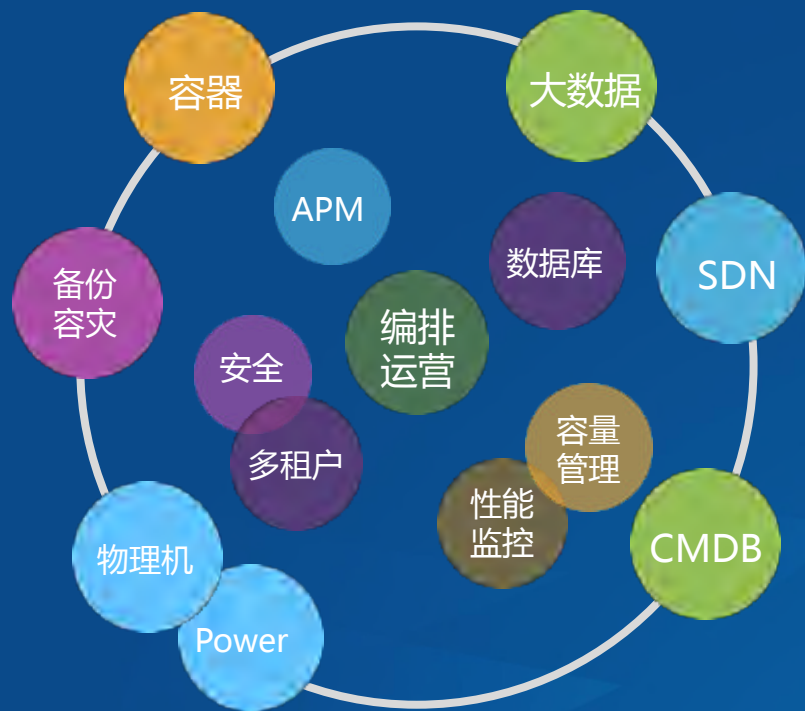 容器
大数据
APM
数据库
SDN
备份
容灾
编排
运营
安全
多租户
容量
管理
性能
监控
CMDB
物理机
Power